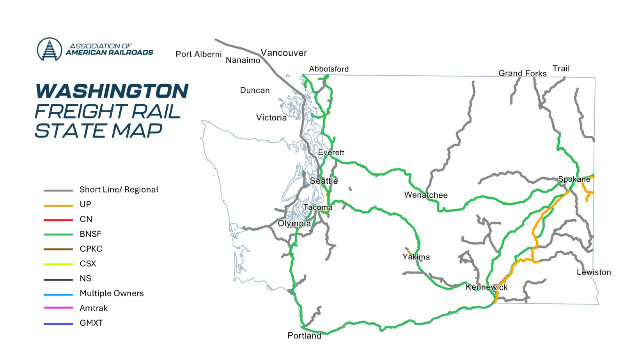 ASSOCIATION OF
AMERICAN RAILROADS
WASHINGTON
FREIGHT RAIL
STATE MAP
Short Line/ Regional
UP
CN
BNSF
CPKC
CSX
NS
Multiple Owners
Amtrak
GMXT
Port Alberni
Nanaimo
Vancouver
Abbotsford
Grand Forks
Trail
Duncan
Victoria
Everett
Seattle
Spokane
Wenatchee
Tacoma
Olympia
Yakima
Lewiston
Kennewick
Portland